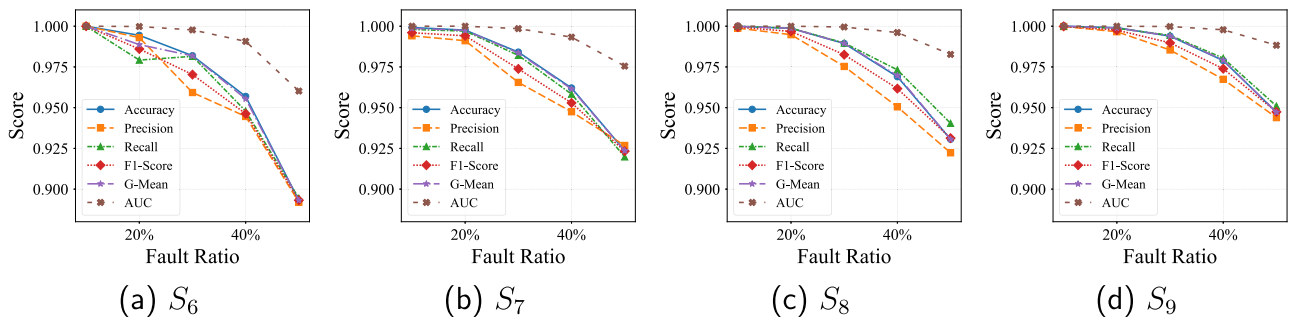 1.000
0.975
0.950
0.925
0.900
Score
Accuracy
Precision
Recall
F1-Score
G-Mean
AUC
20%
40%
Fault Ratio
(a) S6
1.000
0.975
0.950
0.925
0.900
Score
Accuracy
Precision
Recall
F1-Score
G-Mean
AUC
20%
40%
Fault Ratio
(b) S7
1.000
0.975
0.950
0.925
0.900
Score
Accuracy
Precision
Recall
F1-Score
G-Mean
AUC
20%
40%
Fault Ratio
(c) S8
1.000
0.975
0.950
0.925
0.900
Score
Accuracy
Precision
Recall
F1-Score
G-Mean
AUC
20%
40%
Fault Ratio
(d) S9